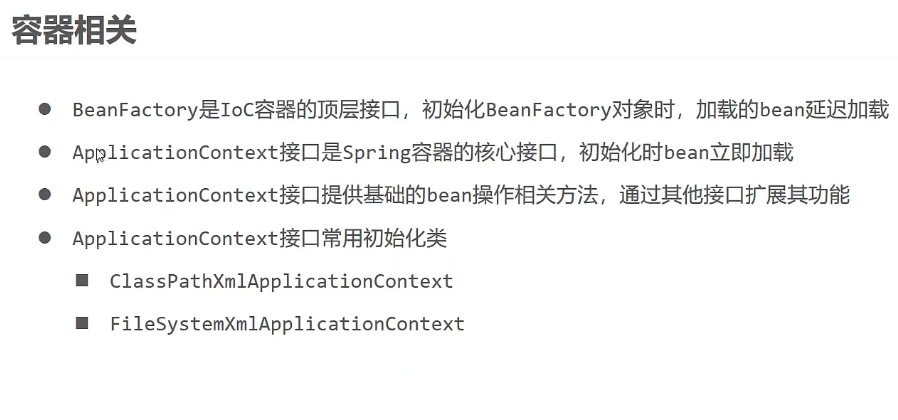 容器相关
● BeanFactory是IoC容器的顶层接口，初始化BeanFactory对象时，加载的bean延迟加载
● ApplicationContext接口是Spring容器的核心接口，初始化时bean立即加载
● ApplicationContext接口提供基础的bean操作相关方法，通过其他接口扩展其功能
● ApplicationContext接口常用初始化类
■ ClassPathXmlApplicationContext
■ FileSystemXmlApplicationContext